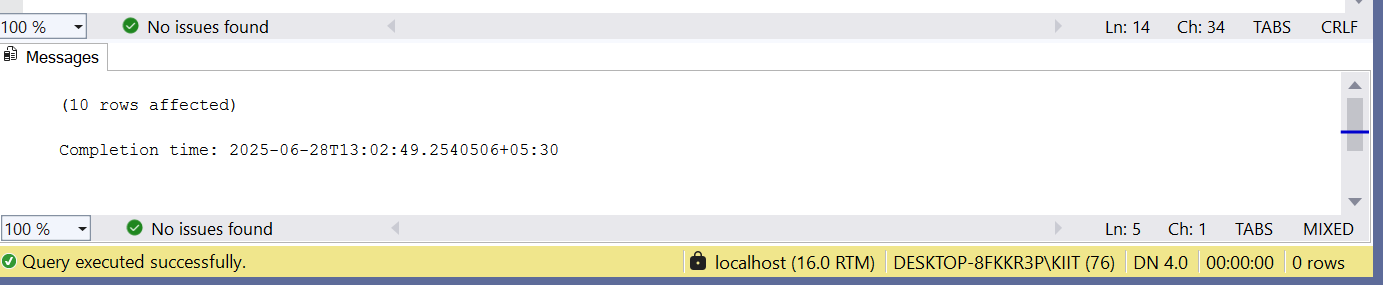 100 % No issues found Ln: 14 Ch: 34 TABS CRLF
Messages
(10 rows affected)
Completion time: 2025-06-28T13:02:49.2540506+05:30
100 % No issues found Ln: 5 Ch: 1 TABS MIXED
Query executed successfully. localhost (16.0 RTM) DESKTOP-8FKKR3P\KIIT (76) DN 4.0 00:00:00 0 rows